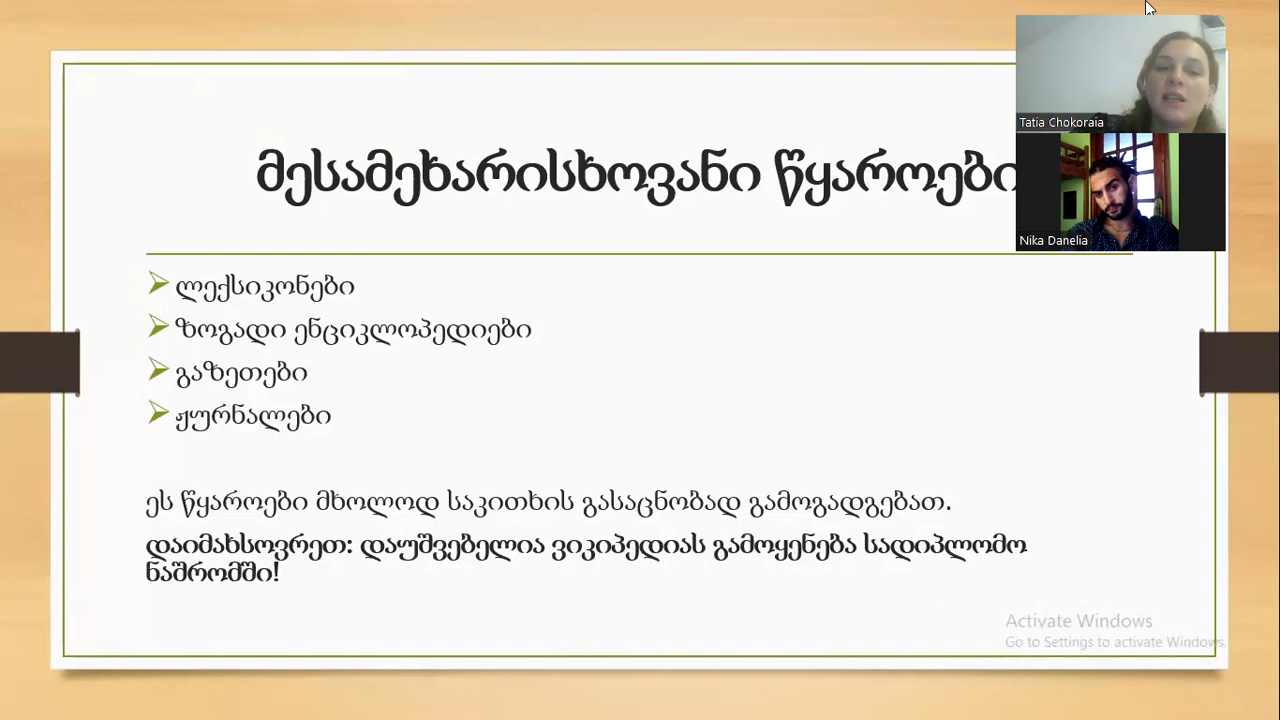 მესამეხარისხოვანი წყაროები
Tatia Chokoraia
Nika Danelia
ლექსიკონები
ზოგადი ენციკლოპედიები
გაზეთები
ჟურნალები
ეს წყაროები მხოლოდ საკითხის გასაცნობად გამოგადგებათ.
დაიმახსოვრეთ: დაუშვებელია ვიკიპედიას გამოყენება სადიპლომო
ნაშრომში!
Activate Windows
Go to Settings to activate Windows.